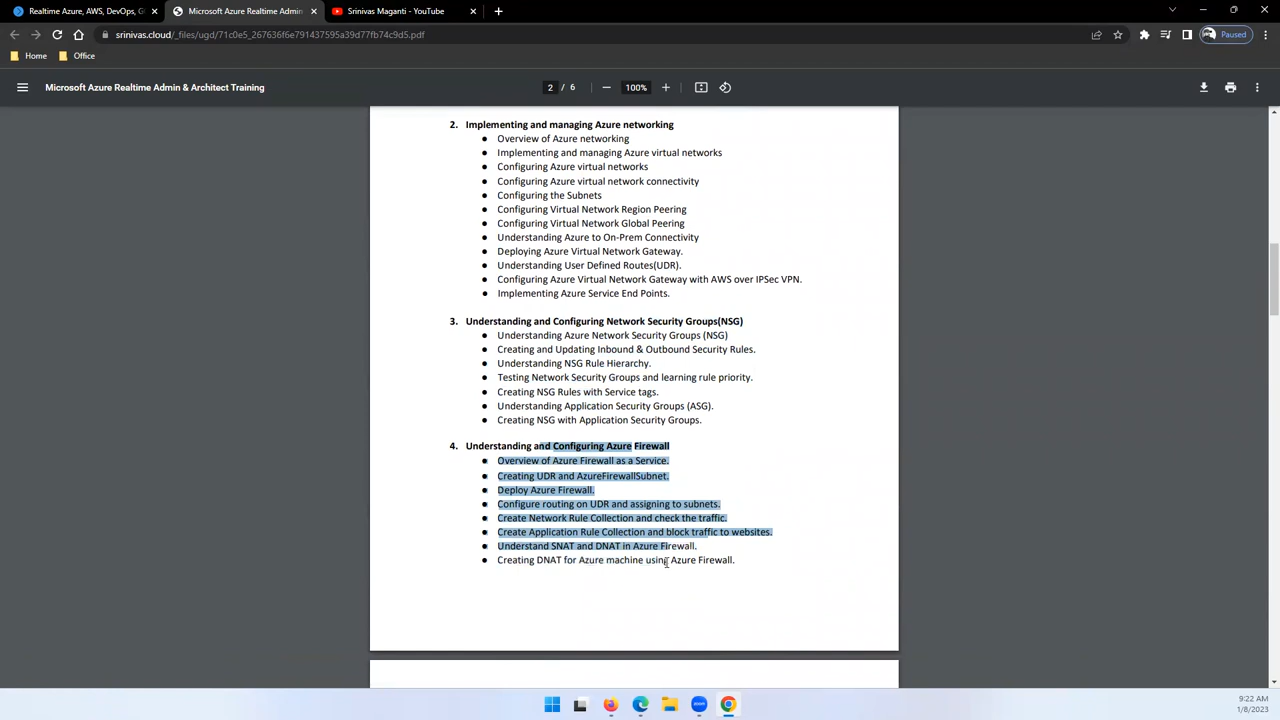 Realtime Azure, AWS, DevOps, G
Microsoft Azure Realtime Admin
Srinivas Maganti - YouTube
srinivas.cloud/_files/ugd/71c0e5_267636f6e791437595a39d77fb74c9d5.pdf
Paused
Home
Office
Microsoft Azure Realtime Admin & Architect Training
2 / 6
100%
2. Implementing and managing Azure networking
● Overview of Azure networking
● Implementing and managing Azure virtual networks
● Configuring Azure virtual networks
● Configuring Azure virtual network connectivity
● Configuring the Subnets
● Configuring Virtual Network Region Peering
● Configuring Virtual Network Global Peering
● Understanding Azure to On-Prem Connectivity
● Deploying Azure Virtual Network Gateway.
● Understanding User Defined Routes(UDR).
● Configuring Azure Virtual Network Gateway with AWS over IPSec VPN.
● Implementing Azure Service End Points.
3. Understanding and Configuring Network Security Groups(NSG)
● Understanding Azure Network Security Groups (NSG)
● Creating and Updating Inbound & Outbound Security Rules.
● Understanding NSG Rule Hierarchy.
● Testing Network Security Groups and learning rule priority.
● Creating NSG Rules with Service tags.
● Understanding Application Security Groups (ASG).
● Creating NSG with Application Security Groups.
4. Understanding and Configuring Azure Firewall
● Overview of Azure Firewall as a Service.
● Creating UDR and AzureFirewallSubnet.
● Deploy Azure Firewall.
● Configure routing on UDR and assigning to subnets.
● Create Network Rule Collection and check the traffic.
● Create Application Rule Collection and block traffic to websites.
● Understand SNAT and DNAT in Azure Firewall.
● Creating DNAT for Azure machine using Azure Firewall.
zoom
9:22 AM
1/8/2023